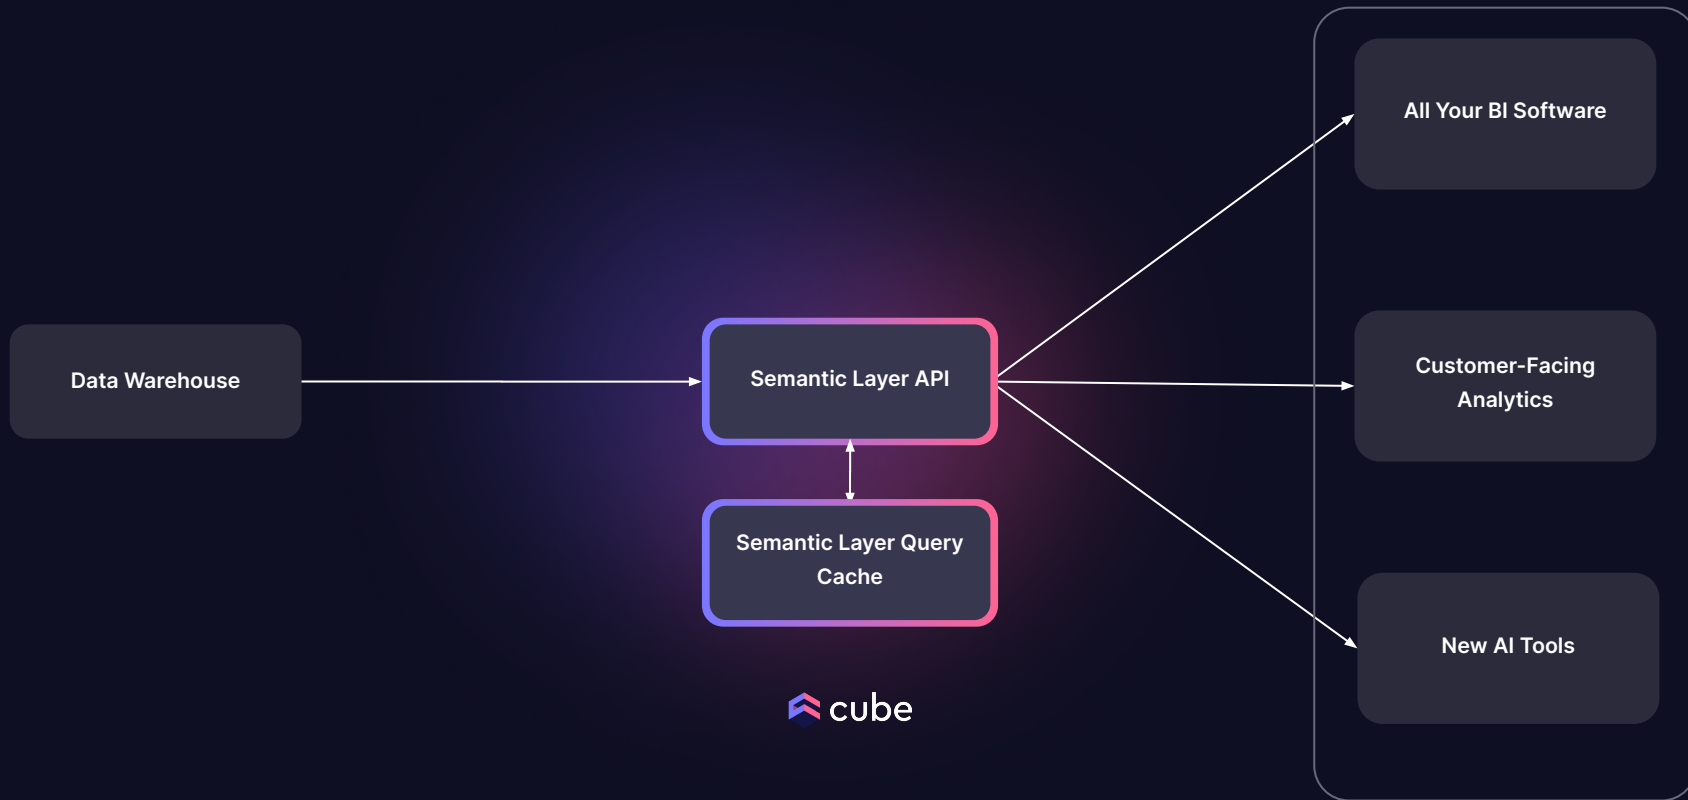 All Your BI Software
Data Warehouse
Semantic Layer API
Customer-Facing
Analytics
Semantic Layer Query
Cache
New AI Tools
cube